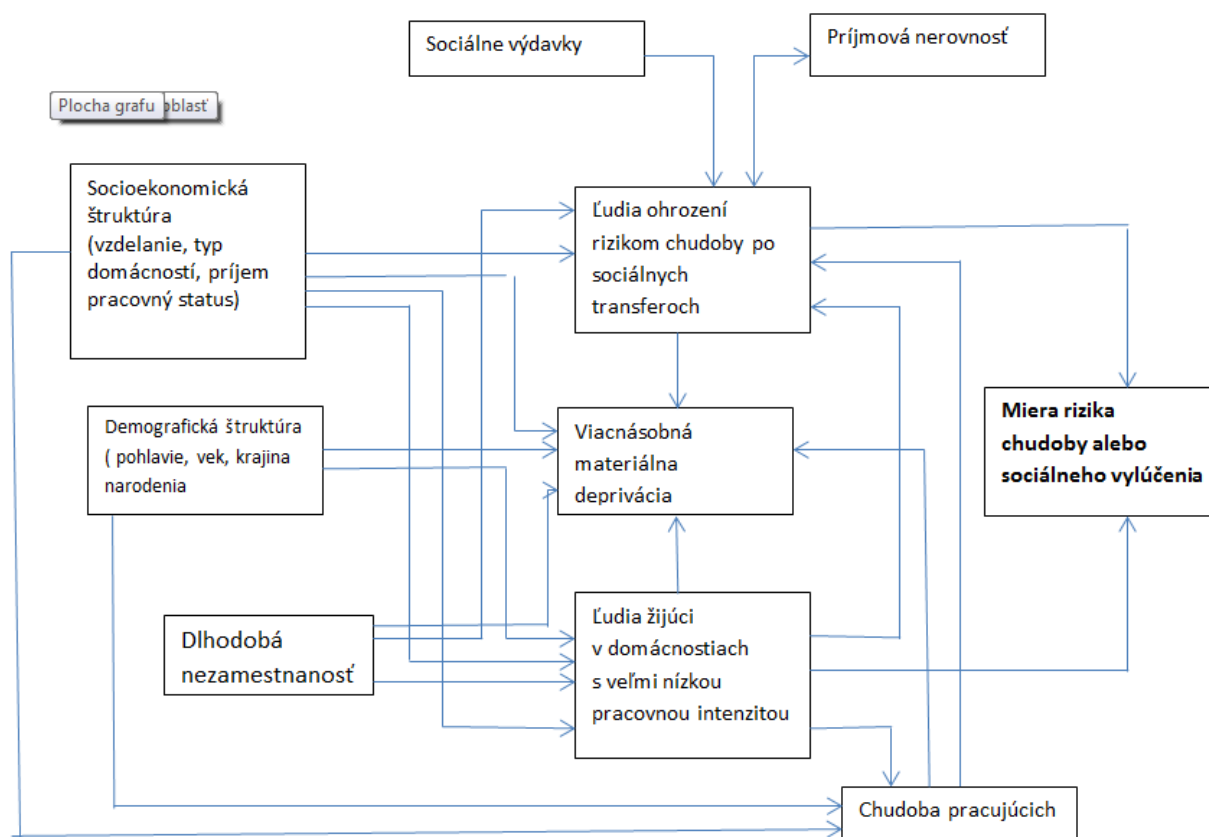 Sociálne výdavky
Príjmová nerovnosť
Plocha grafu
oblasť
Socioekonomická
štruktúra
(vzdelanie, typ
domácností, príjem
pracovný status)
Ľudia ohrození
rizikom chudoby po
sociálnych
transferoch
Demografická štruktúra
( pohlavie, vek, krajina
narodenia
Viacnásobná
materiálna
deprivácia
Miera rizika
chudoby alebo
sociálneho vylúčenia
Dlhodobá
nezamestnanosť
Ľudia žijúci
v domácnostiach
s veľmi nízkou
pracovnou intenzitou
Chudoba pracujúcich